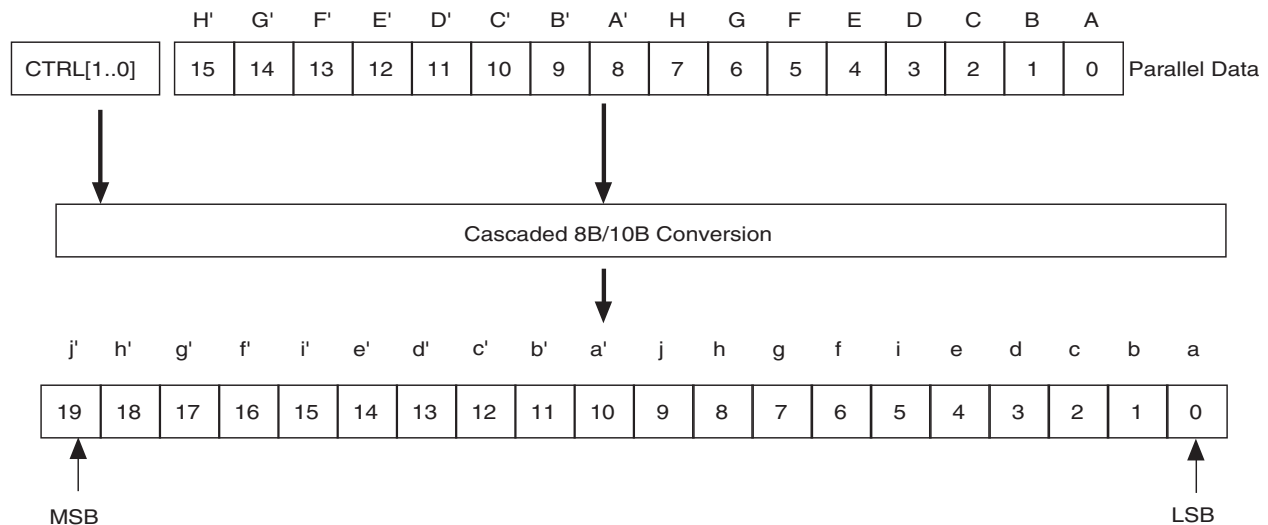 H' G' F' E' D' C' B' A' H G F E D C B A
CTRL[1..0] 15 14 13 12 11 10 9 8 7 6 5 4 3 2 1 0 Parallel Data
Cascaded 8B/10B Conversion
j' h' g' f' i' e' d' c' b' a' j h g f i e d c b a
19 18 17 16 15 14 13 12 11 10 9 8 7 6 5 4 3 2 1 0
MSB LSB